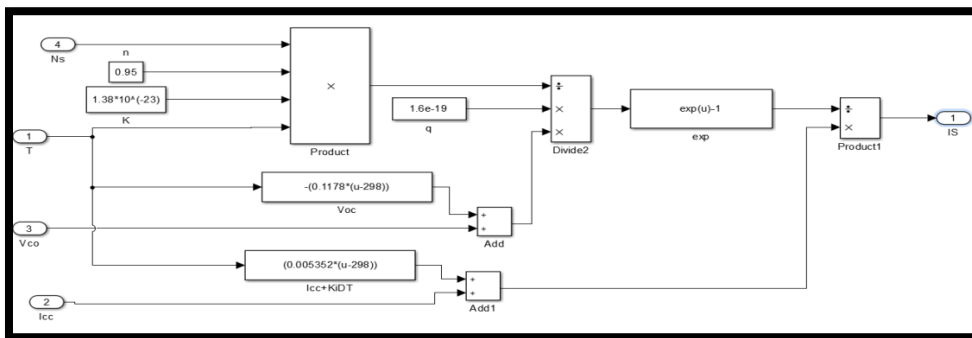 4
Ns
n
0.95
1.38*10^(-23)
K
×
Product
1
T
1.6e-19
q
÷
×
×
Divide2
exp(u)-1
exp
÷
×
Product1
1
IS
-(0.1178*(u-298))
Voc
+
+
Add
3
Vco
(0.005352*(u-298))
Icc+KiDT
+
+
Add1
2
Icc